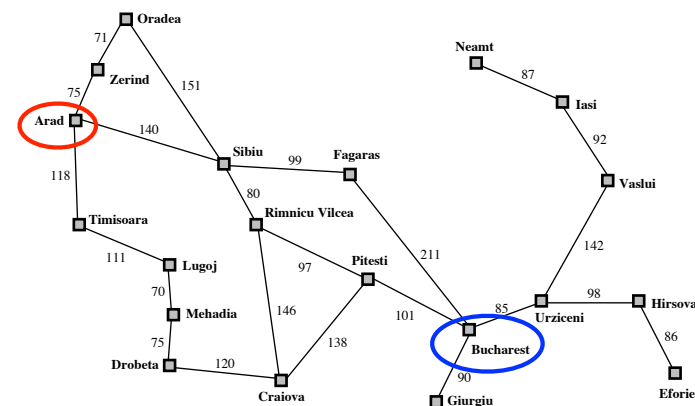 Oradea
71
Neamt
Zerind
87
75
151
Iasi
Arad
140
92
Sibiu
99
Fagaras
118
80
Vaslui
Timisoara
Rimnicu Vilcea
111
211
142
Lugoj
97
Pitesti
70
98
Hirsova
146
85
Mehadia
101
Urziceni
75
138
86
Bucharest
120
Drobeta
90
Craiova
Eforie
Giurgiu